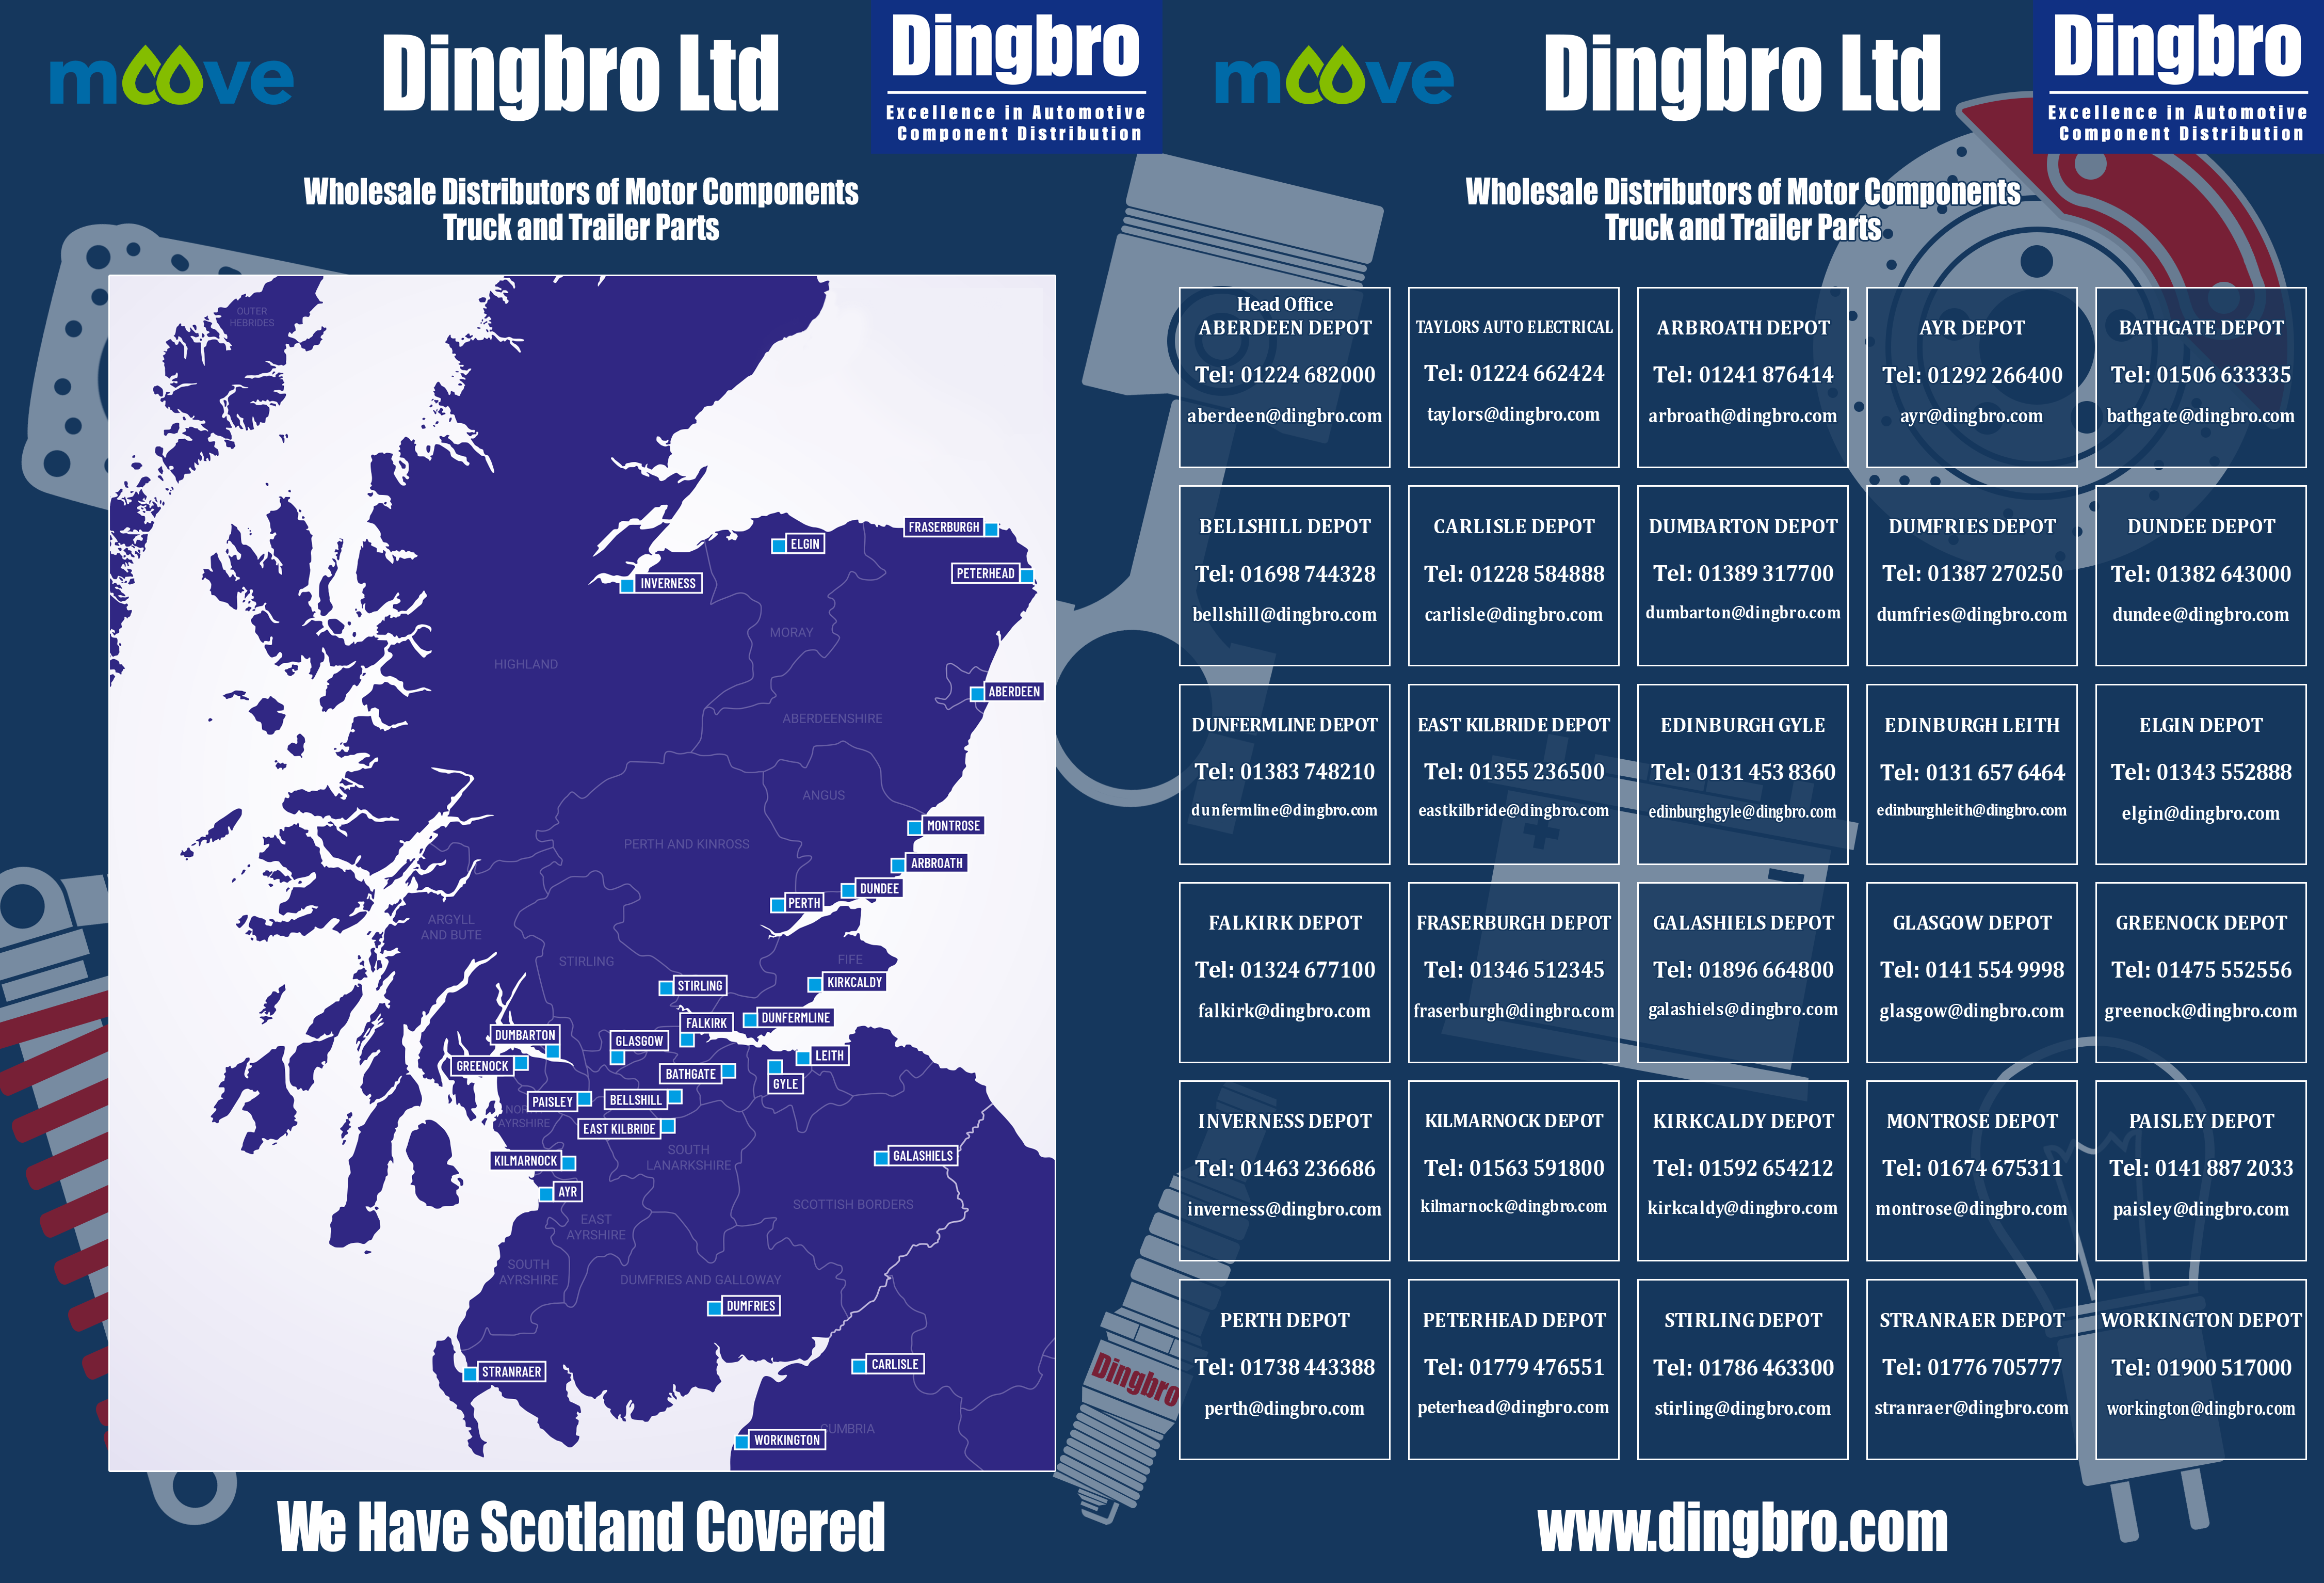 moove
Dingbro Ltd
Dingbro
Excellence in Automotive
Component Distribution
Wholesale Distributors of Motor Components
Truck and Trailer Parts
OUTER
HEBRIDES
FRASERBURGH
ELGIN
PETERHEAD
INVERNESS
MORAY
HIGHLAND
ABERDEEN
ABERDEENSHIRE
ANGUS
MONTROSE
PERTH AND KINROSS
ARBROATH
DUNDEE
PERTH
ARGYLL
AND BUTE
STIRLING
FIFE
KIRKCALDY
STIRLING
DUNFERMLINE
FALKIRK
DUMBARTON
GLASGOW
LEITH
GREENOCK
BATHGATE
GYLE
PAISLEY
BELLSHILL
NOR
AYRSHIRE
EAST KILBRIDE
SOUTH
LANARKSHIRE
GALASHIELS
KILMARNOCK
AYR
SCOTTISH BORDERS
EAST
AYRSHIRE
SOUTH
AYRSHIRE
DUMFRIES AND GALLOWAY
DUMFRIES
CARLISLE
STRANRAER
UMBRIA
WORKINGTON
We Have Scotland Covered
moove
Dingbro Ltd
Dingbro
Excellence in Automotive
Component Distribution
Wholesale Distributors of Motor Components
Truck and Trailer Parts
Head Office
ABERDEEN DEPOT
Tel: 01224 682000
aberdeen@dingbro.com
TAYLORS AUTO ELECTRICAL
Tel: 01224 662424
taylors@dingbro.com
ARBROATH DEPOT
Tel: 01241 876414
arbroath@dingbro.com
AYR DEPOT
Tel: 01292 266400
ayr@dingbro.com
BATHGATE DEPOT
Tel: 01506 633335
bathgate@dingbro.com
BELLSHILL DEPOT
Tel: 01698 744328
bellshill@dingbro.com
CARLISLE DEPOT
Tel: 01228 584888
carlisle@dingbro.com
DUMBARTON DEPOT
Tel: 01389 317700
dumbarton@dingbro.com
DUMFRIES DEPOT
Tel: 01387 270250
dumfries@dingbro.com
DUNDEE DEPOT
Tel: 01382 643000
dundee@dingbro.com
DUNFERMLINE DEPOT
Tel: 01383 748210
dunfermline@dingbro.com
EAST KILBRIDE DEPOT
Tel: 01355 236500
eastkilbride@dingbro.com
EDINBURGH GYLE
Tel: 0131 453 8360
edinburghgyle@dingbro.com
EDINBURGH LEITH
Tel: 0131 657 6464
edinburghleith@dingbro.com
ELGIN DEPOT
Tel: 01343 552888
elgin@dingbro.com
FALKIRK DEPOT
Tel: 01324 677100
falkirk@dingbro.com
FRASERBURGH DEPOT
Tel: 01346 512345
fraserburgh@dingbro.com
GALASHIELS DEPOT
Tel: 01896 664800
galashiels@dingbro.com
GLASGOW DEPOT
Tel: 0141 554 9998
glasgow@dingbro.com
GREENOCK DEPOT
Tel: 01475 552556
greenock@dingbro.com
INVERNESS DEPOT
Tel: 01463 236686
inverness@dingbro.com
KILMARNOCK DEPOT
Tel: 01563 591800
kilmarnock@dingbro.com
KIRKCALDY DEPOT
Tel: 01592 654212
kirkcaldy@dingbro.com
MONTROSE DEPOT
Tel: 01674 675311
montrose@dingbro.com
PAISLEY DEPOT
Tel: 0141 887 2033
paisley@dingbro.com
PERTH DEPOT
Tel: 01738 443388
perth@dingbro.com
PETERHEAD DEPOT
Tel: 01779 476551
peterhead@dingbro.com
STIRLING DEPOT
Tel: 01786 463300
stirling@dingbro.com
STRANRAER DEPOT
Tel: 01776 705777
stranraer@dingbro.com
WORKINGTON DEPOT
Tel: 01900 517000
workington@dingbro.com
Dingbro
www.dingbro.com